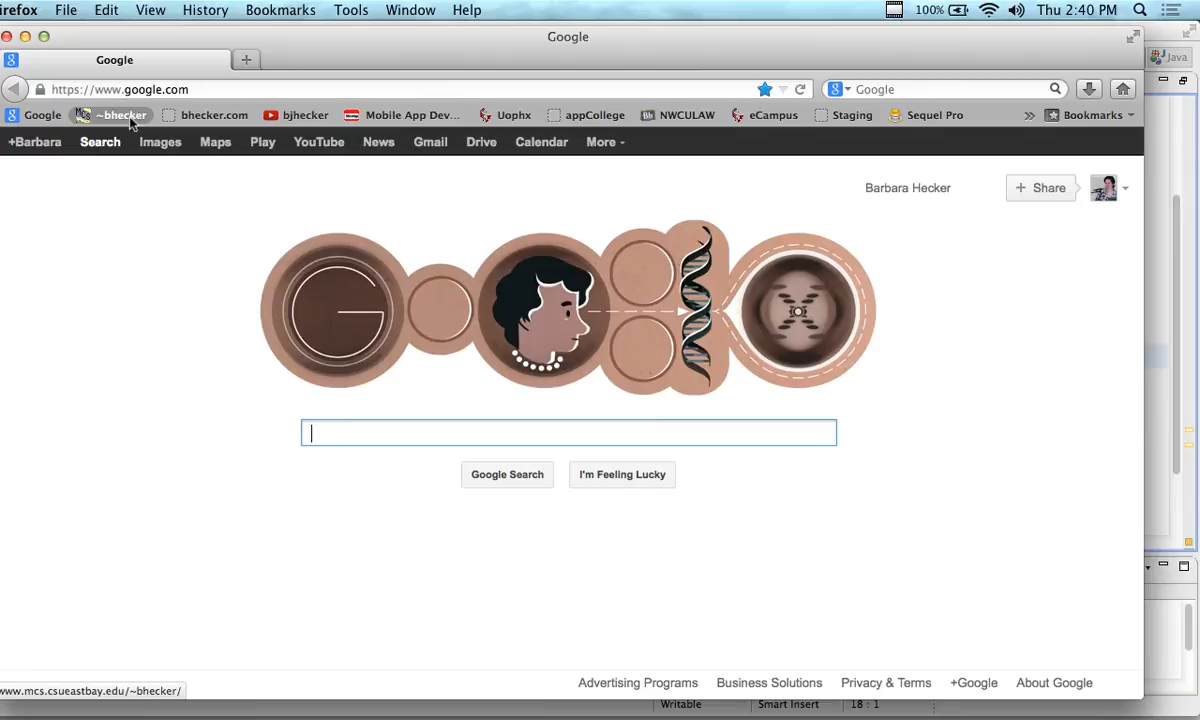 irefox File Edit View History Bookmarks Tools Window Help 100% Thu 2:40 PM
Google
Google
Java
https://www.google.com Google
Google ~bhecker bhecker.com bjhecker Mobile App Dev... Uophx appCollege NWCULAW eCampus Staging Sequel Pro » Bookmarks
+Barbara Search Images Maps Play YouTube News Gmail Drive Calendar More
Barbara Hecker + Share
Google Search I'm Feeling Lucky
www.mcs.csueastbay.edu/~bhecker/
Advertising Programs Business Solutions Privacy & Terms +Google About Google
Writable Smart Insert 18 : 1